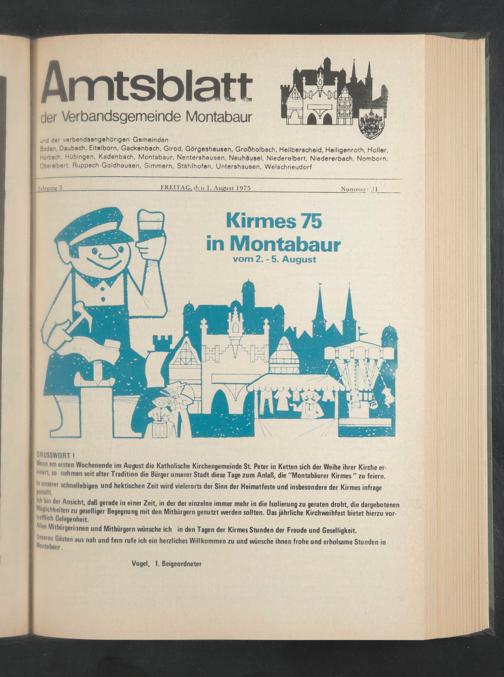 Amtsblatt
der Verbandsgemeinde Montabaur
und der verbandsangehörigen Gemeinden
Boden, Daubach, Eitelborn, Gackenbach, Girod, Görgeshausen, Großholbach, Heilberscheid, Heiligenroth, Holler,
Horbach, Hübingen, Kadenbach, Montabaur, Nentershausen, Neuhäusel, Niederelbert, Niedererbach, Nomborn,
Oberelbert, Ruppach-Goldhausen, Simmern, Stahlhofen, Untershausen, Welschneudorf
Jahrgang 3 FREITAG, den 1. August 1975 Nummer 31
Kirmes 75
in Montabaur
vom 2. - 5. August
GRUSSWORT !
Wenn am ersten Wochenende im August die Katholische Kirchengemeinde St. Peter in Ketten sich der Weihe ihrer Kirche er-
innert, so nehmen seit alter Tradition die Bürger unserer Stadt diese Tage zum Anlaß, die "Montabäurer Kirmes" zu feiern.
In unserer schnellebigen und hektischen Zeit wird vielerorts der Sinn der Heimatfeste und insbesondere der Kirmes infrage
gestellt.
Ich bin der Ansicht, daß gerade in einer Zeit, in der der einzelne immer mehr in die Isolierung zu geraten droht, die dargebotenen
Möglichkeiten zu geselliger Begegnung mit den Mitbürgern genutzt werden sollten. Das jährliche Kirchweihfest bietet hierzu vor-
trefflich Gelegenheit.
Allen Mitbürgerinnen und Mitbürgern wünsche ich in den Tagen der Kirmes Stunden der Freude und Geselligkeit.
Unseren Gästen aus nah und fern rufe ich ein herzliches Willkommen zu und wünsche ihnen frohe und erholsame Stunden in
Montabaur.
Vogel, 1. Beigeordneter